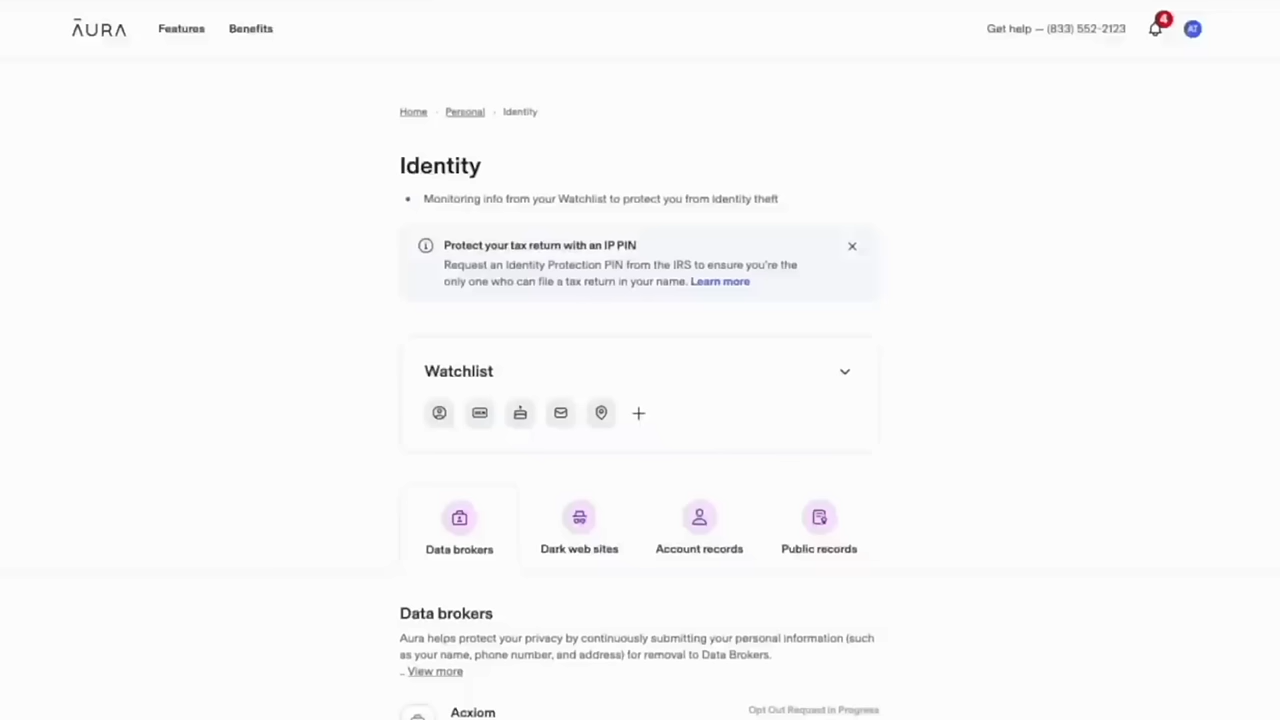 ĀURA Features Benefits Get help — (833) 552-2123 4 AT
Home · Personal · Identity
Identity
• Monitoring info from your Watchlist to protect you from identity theft
Protect your tax return with an IP PIN
Request an Identity Protection PIN from the IRS to ensure you're the
only one who can file a tax return in your name. Learn more
Watchlist
Data brokers Dark web sites Account records Public records
Data brokers
Aura helps protect your privacy by continuously submitting your personal information (such
as your name, phone number, and address) for removal to Data Brokers.
.. View more
Acxiom Opt Out Request in Progress